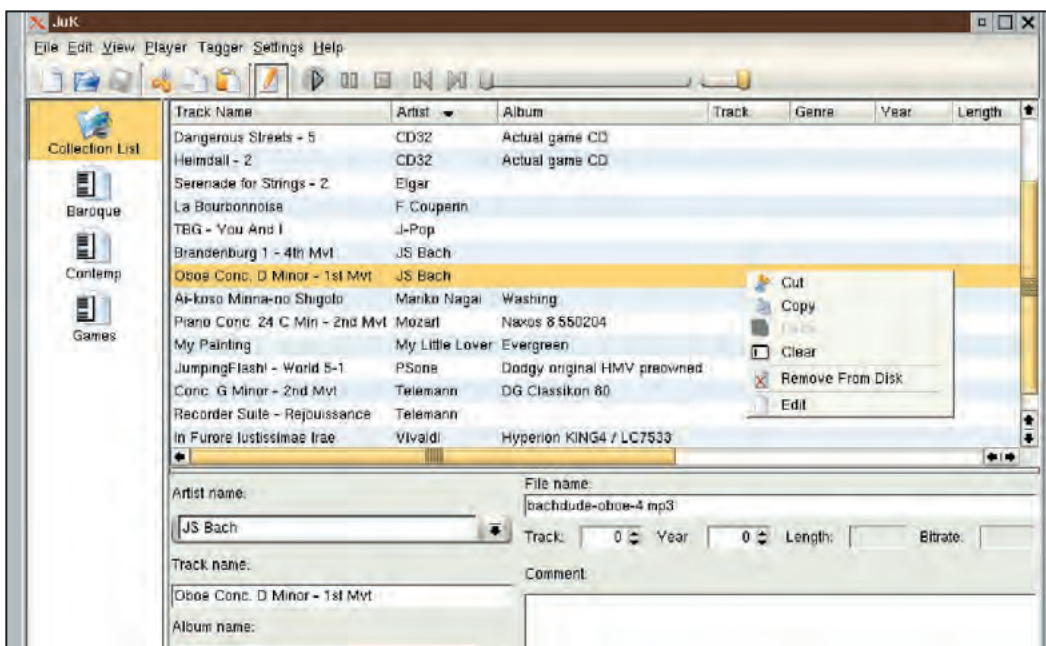 JuK
File Edit View Player Tagger Settings Help
Track Name Artist Album Track Genre Year Length
Dangerous Streets - 5 CD32 Actual game CD
Heimdall - 2 CD32 Actual game CD
Serenade for Strings - 2 Elgar
La Bourbonnoise F Couperin
TBG - You And I J-Pop
Brandenburg 1 - 4th Mvt JS Bach
Oboe Conc. D Minor - 1st Mvt JS Bach
Ai-koso Minna-no Shigoto Mariko Nagai Washing
Piano Conc. 24 C Min - 2nd Mvt Mozart Naxos 8.550204
My Painting My Little Lover Evergreen
JumpingFlash! - World 5-1 PSone Dodgy original HMV preowned
Conc. G Minor - 2nd Mvt Telemann DG Classikon 80
Recorder Suite - Rejouissance Telemann
In Furore Iustissimae Irae Vivaldi Hyperion KING4 / LC7533
Collection List
Baroque
Contemp
Games
Cut
Copy
Clear
Remove From Disk
Edit
Artist name:
JS Bach
Track name:
Oboe Conc. D Minor - 1st Mvt
Album name:
File name:
bachdude-oboe-4.mp3
Track: 0 Year 0 Length: Bitrate:
Comment: